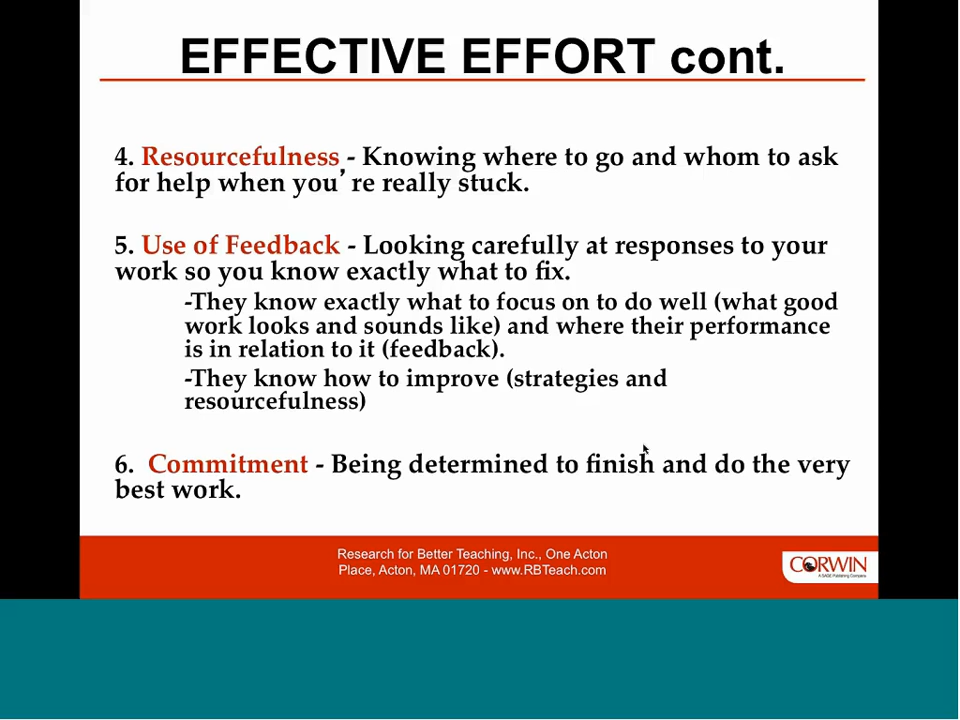 EFFECTIVE EFFORT cont.
4. Resourcefulness - Knowing where to go and whom to ask
for help when you’re really stuck.
5. Use of Feedback - Looking carefully at responses to your
work so you know exactly what to fix.
-They know exactly what to focus on to do well (what good
work looks and sounds like) and where their performance
is in relation to it (feedback).
-They know how to improve (strategies and
resourcefulness)
6. Commitment - Being determined to finish and do the very
best work.
Research for Better Teaching, Inc., One Acton
Place, Acton, MA 01720 - www.RBTeach.com
CORWIN
A SAGE Publishing Company